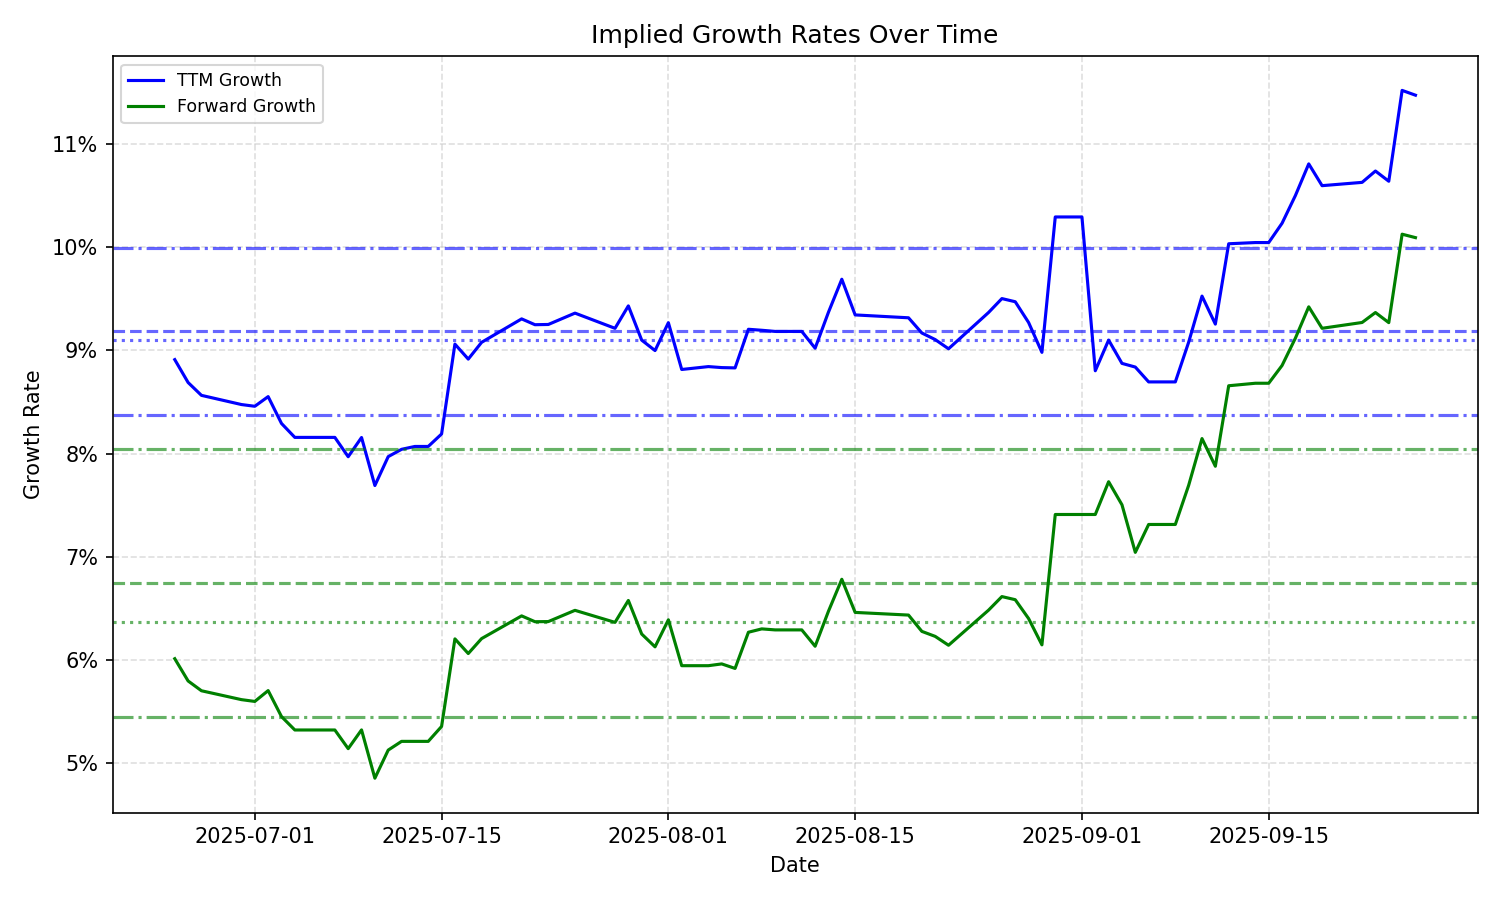 Implied Growth Rates Over Time
TTM Growth
Forward Growth
11%
10%
9%
8%
7%
6%
5%
Growth Rate
2025-07-01
2025-07-15
2025-08-01
2025-08-15
2025-09-01
2025-09-15
Date